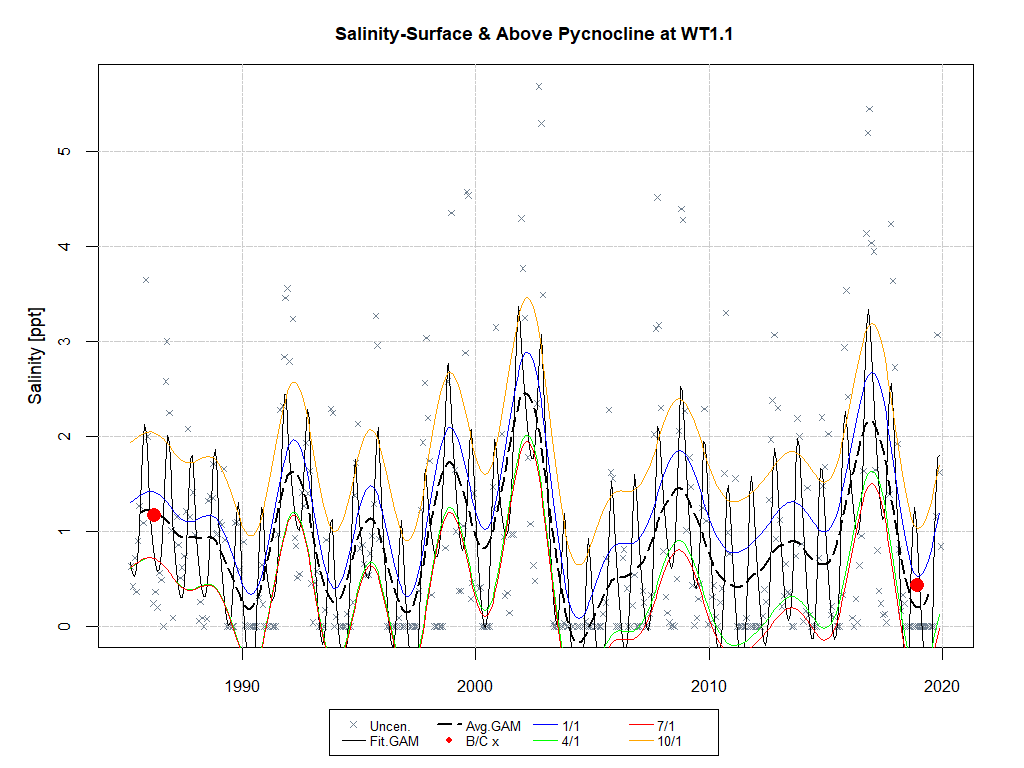 Salinity-Surface & Above Pycnocline at WT1.1
Salinity [ppt]
5
4
3
2
1
0
1990 2000 2010 2020
Uncen. Avg.GAM 1/1 7/1
Fit.GAM B/C x 4/1 10/1